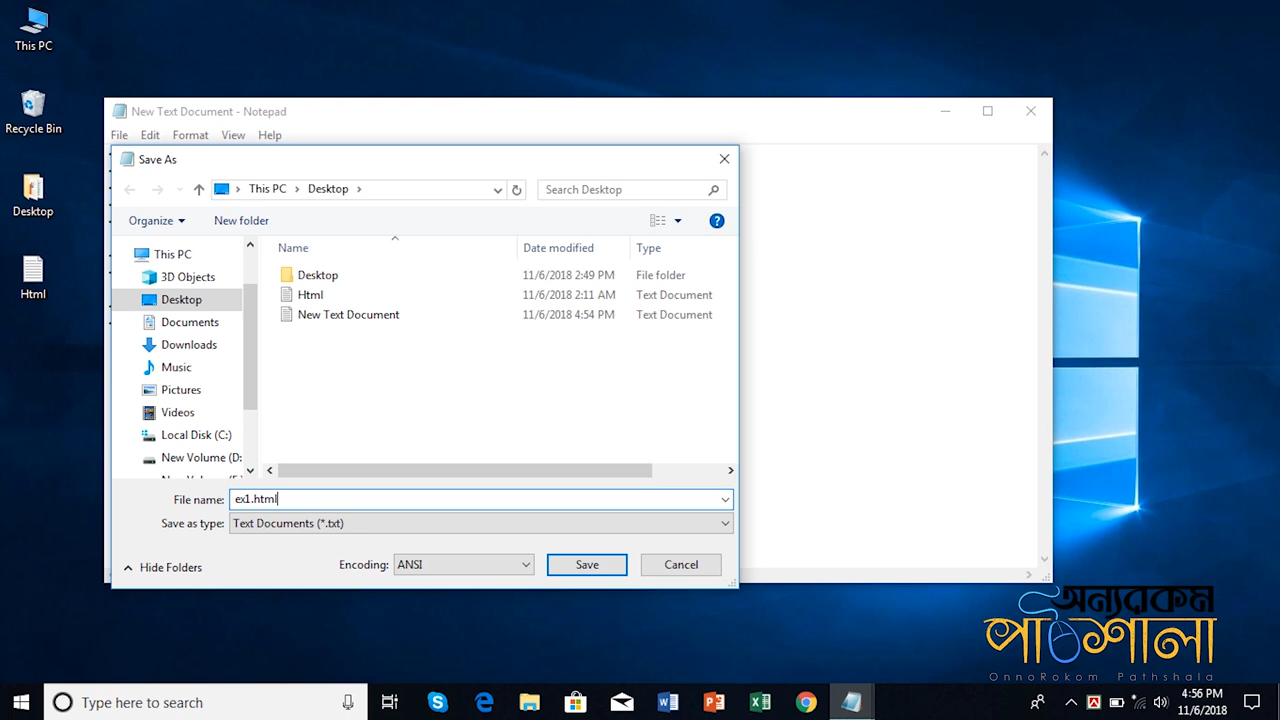 This PC
Recycle Bin
Desktop
Html
New Text Document - Notepad
File Edit Format View Help
Save As
This PC Desktop
Search Desktop
Organize New folder
This PC
3D Objects
Desktop
Documents
Downloads
Music
Pictures
Videos
Local Disk (C:)
New Volume (D:
Name Date modified Type
Desktop 11/6/2018 2:49 PM File folder
Html 11/6/2018 2:11 AM Text Document
New Text Document 11/6/2018 4:54 PM Text Document
File name: ex1.html
Save as type: Text Documents (*.txt)
Hide Folders
Encoding: ANSI Save Cancel
অন্যরকম
পাঠশালা
OnnoRokom Pathshala
Type here to search
4:56 PM
11/6/2018